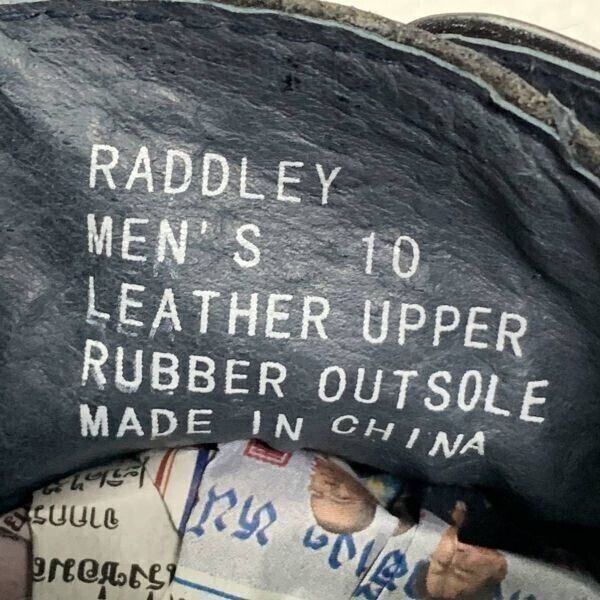 RADDLEY
MEN'S 10
LEATHER UPPER
RUBBER OUTSOLE
MADE IN CHINA